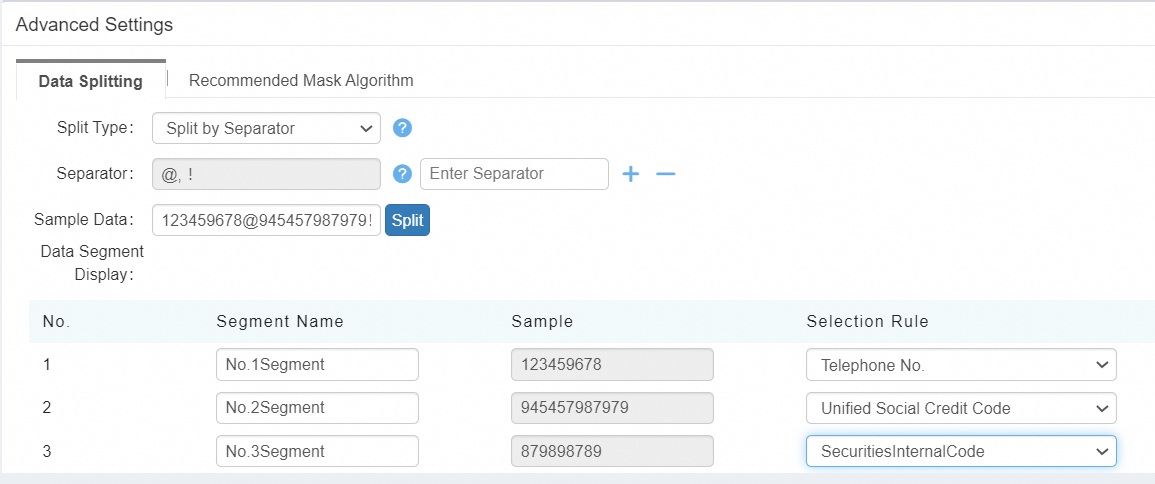 Advanced Settings
Data Splitting Recommended Mask Algorithm
Split Type: Split by Separator ?
Separator: @, ! ? Enter Separator + −
Sample Data: 123459678@945457987979! Split
Data Segment
Display:
No. Segment Name Sample Selection Rule
1 No.1Segment 123459678 Telephone No.
2 No.2Segment 945457987979 Unified Social Credit Code
3 No.3Segment 879898789 SecuritiesInternalCode